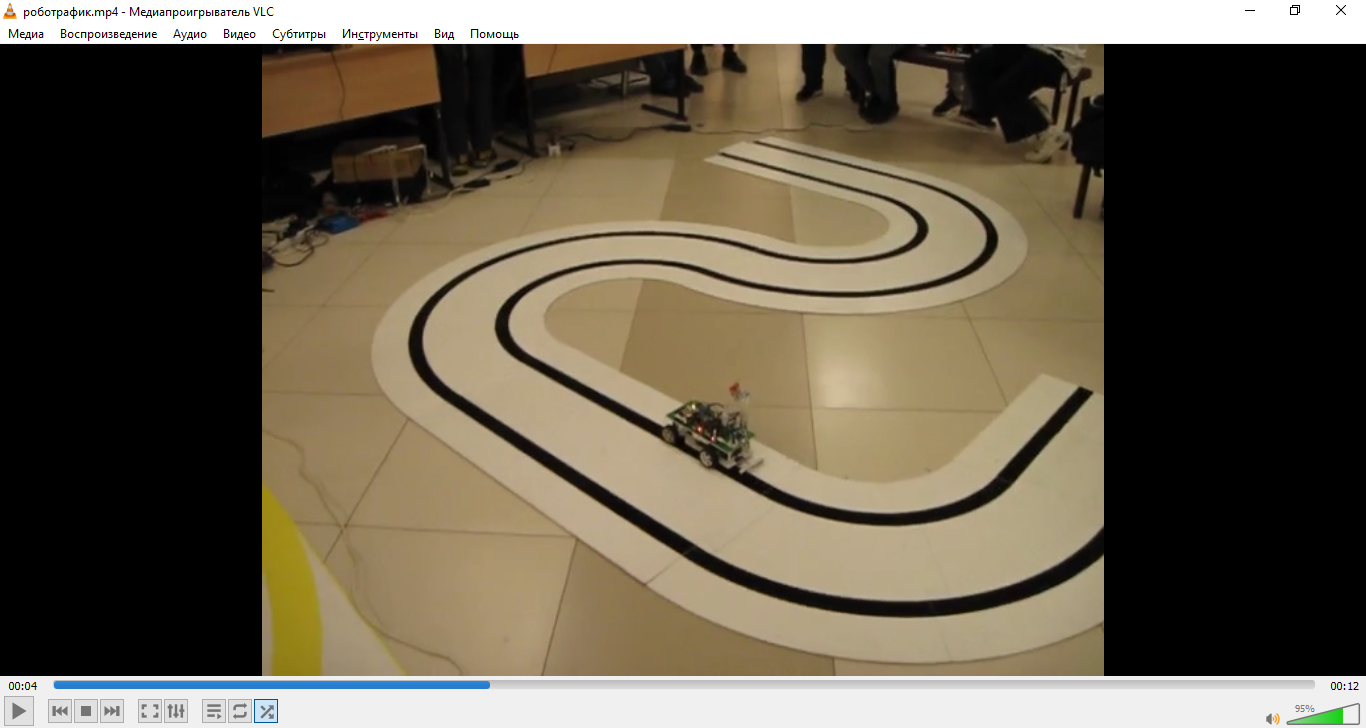 роботрафик.mp4 - Медиапроигрыватель VLC
Медиа Воспроизведение Аудио Видео Субтитры Инструменты Вид Помощь
00:04 00:12
95%